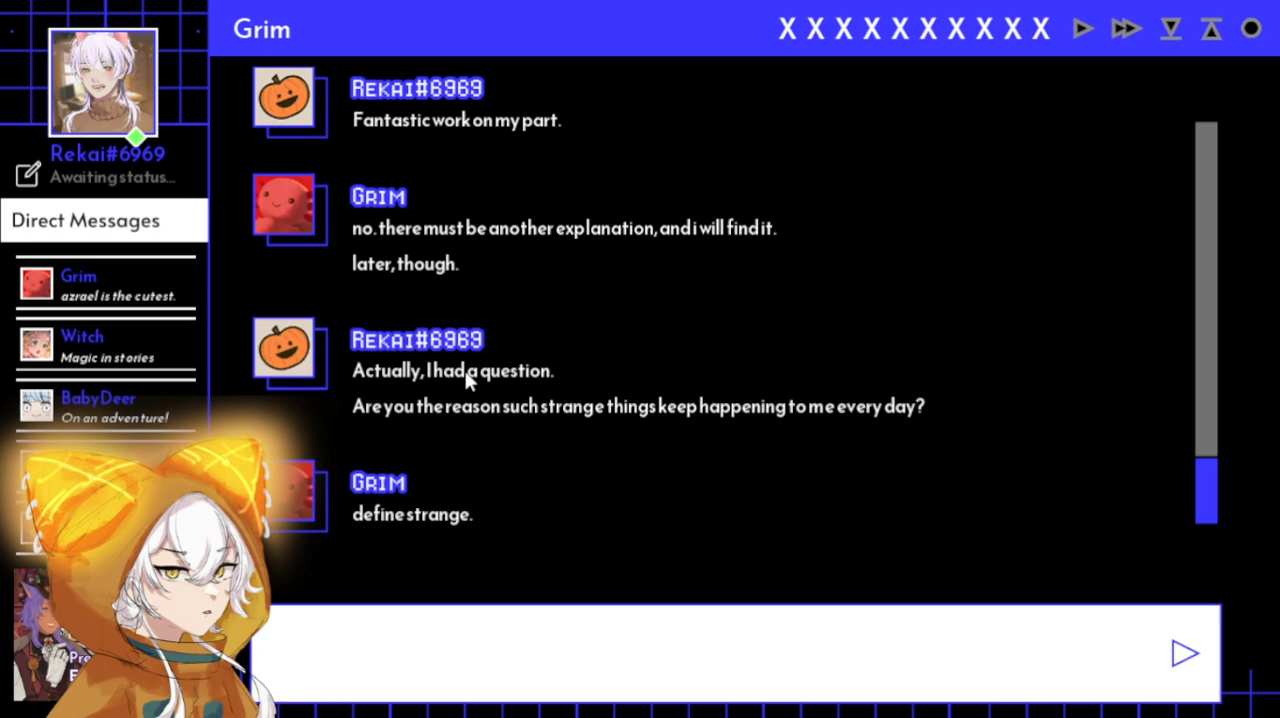 Grim
X X X X X X X X X X
Rekai#6969
Awaiting status...
Direct Messages
Grim
azrael is the cutest.
Witch
Magic in stories
BabyDeer
On an adventure!
Rekai#6969
Fantastic work on my part.
Grim
no. there must be another explanation, and i will find it.
later, though.
Rekai#6969
Actually, I had a question.
Are you the reason such strange things keep happening to me every day?
Grim
define strange.